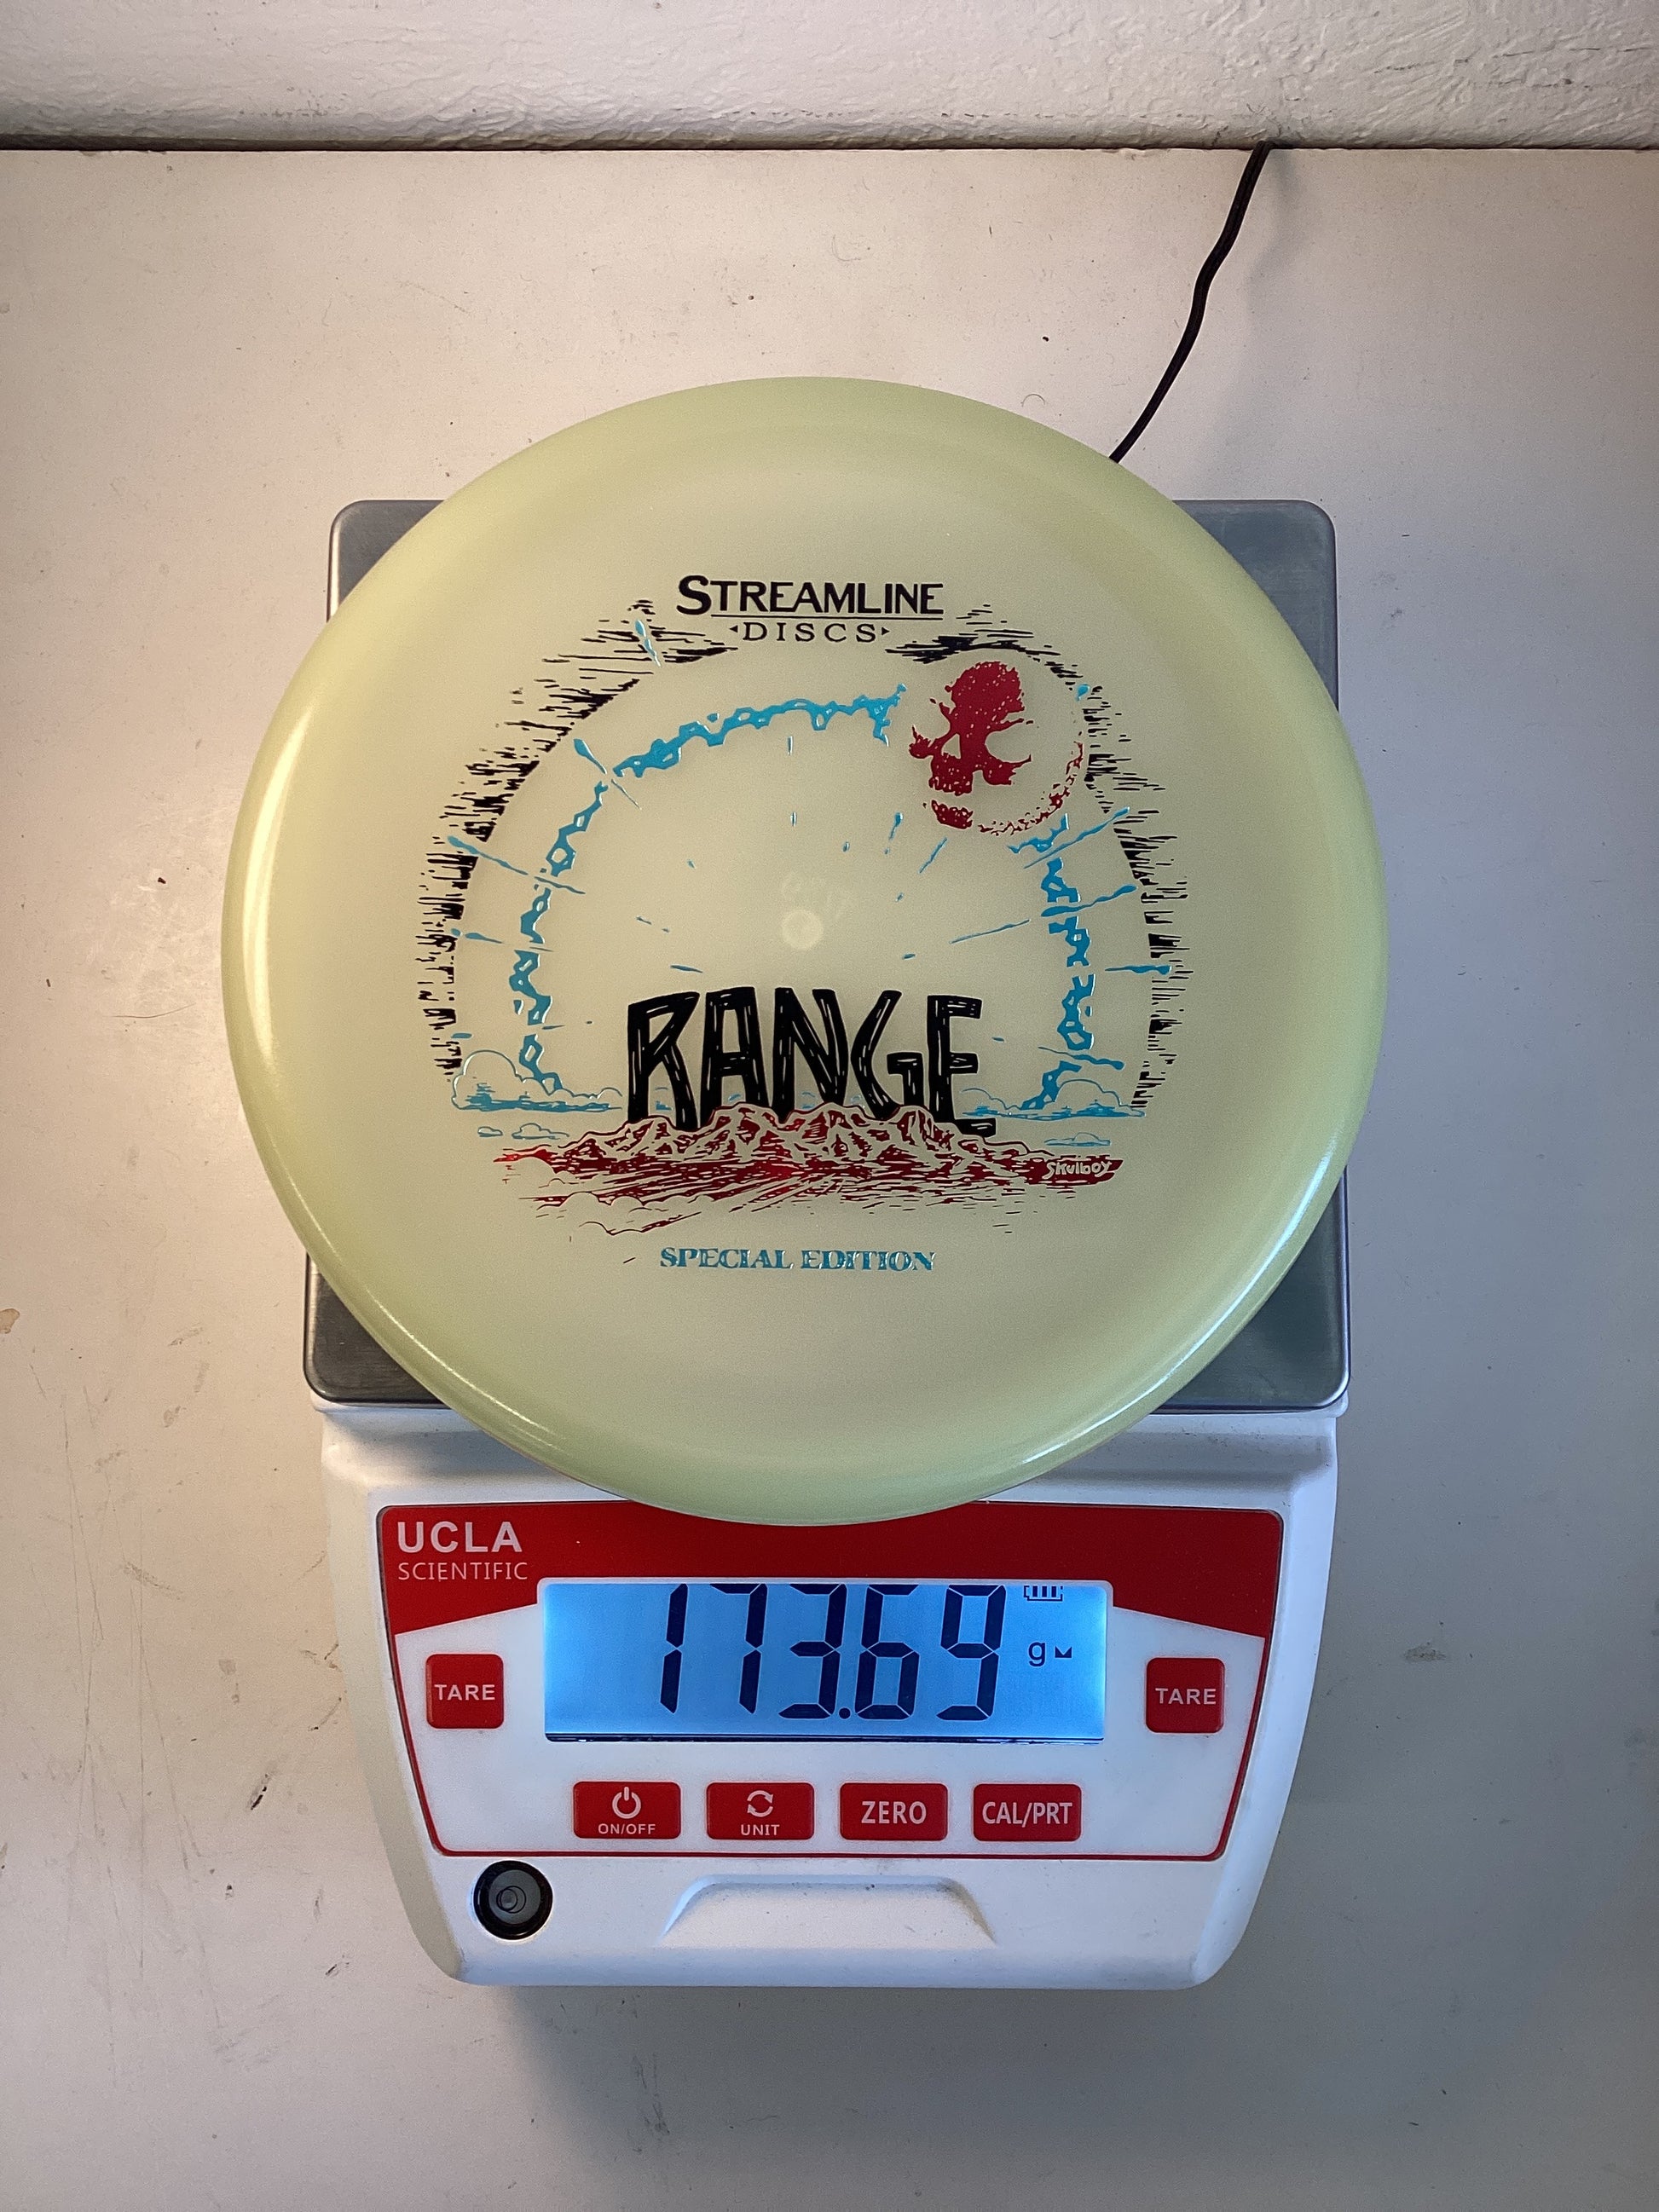 STREAMLINE
DISCS
RANGE
Skulboy
SPECIAL EDITION
UCLA
SCIENTIFIC
173.69
g
TARE
TARE
ON/OFF
UNIT
ZERO
CAL/PRT